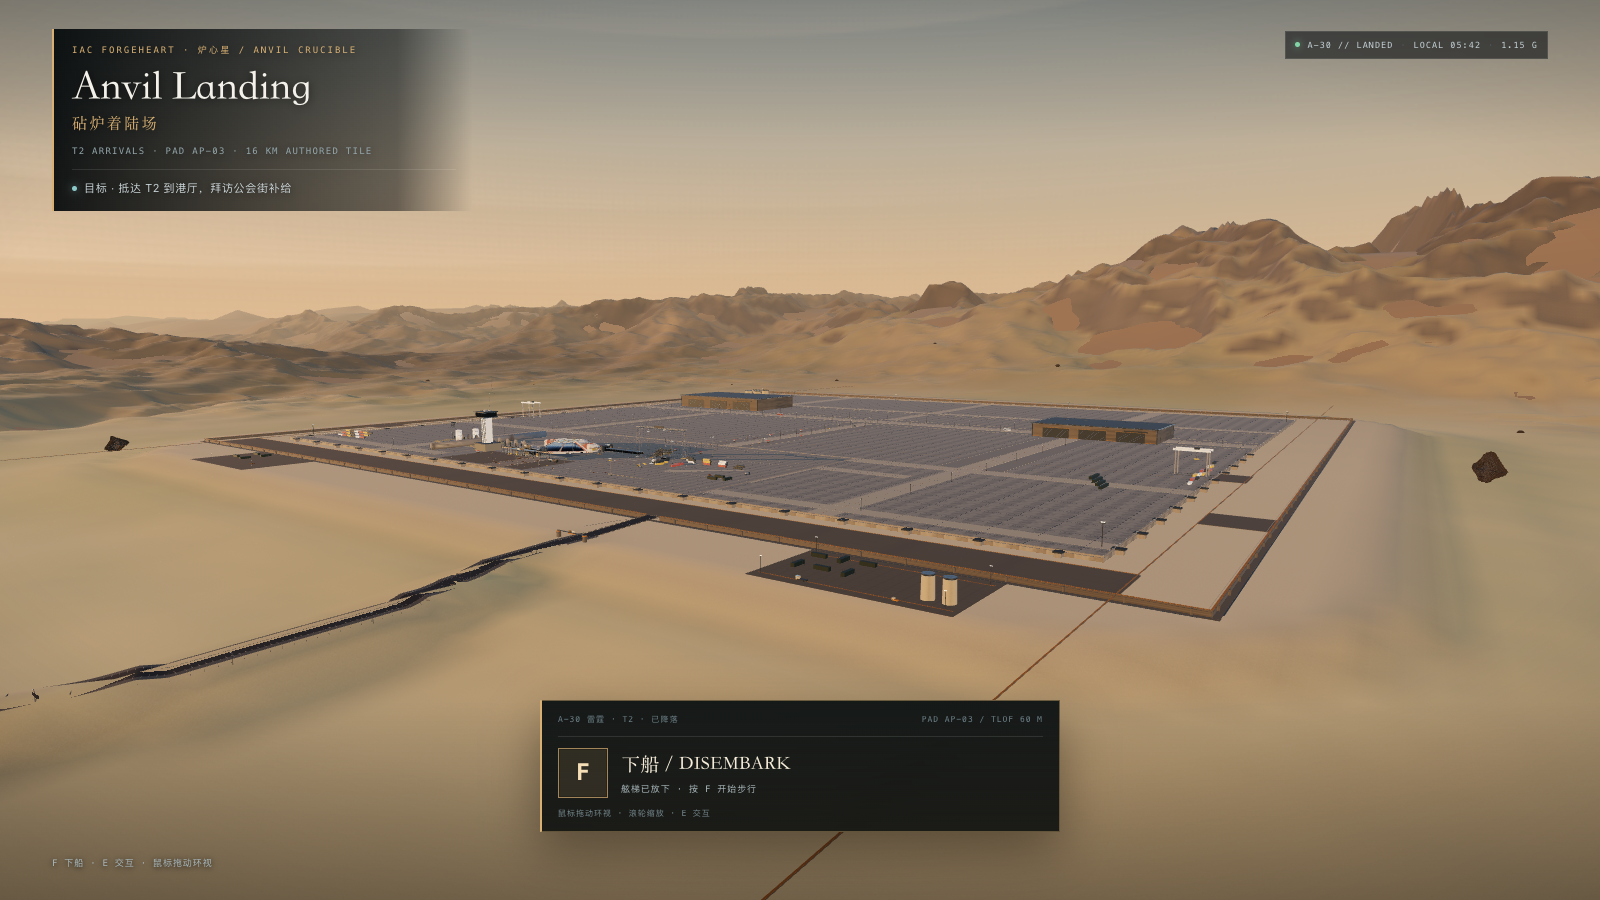 IAC FORGEHEART · 炉心星 / ANVIL CRUCIBLE
Anvil Landing
砧炉着陆场
T2 ARRIVALS · PAD AP-03 · 16 KM AUTHORED TILE
目标 · 抵达 T2 到港厅，拜访公会街补给
A-30 // LANDED · LOCAL 05:42 · 1.15 G
A-30 雷霆 · T2 · 已降落
PAD AP-03 / TLOF 60 M
F
下船 / DISEMBARK
舷梯已放下 · 按 F 开始步行
鼠标拖动环视 · 滚轮缩放 · E 交互
F 下船 · E 交互 · 鼠标拖动环视